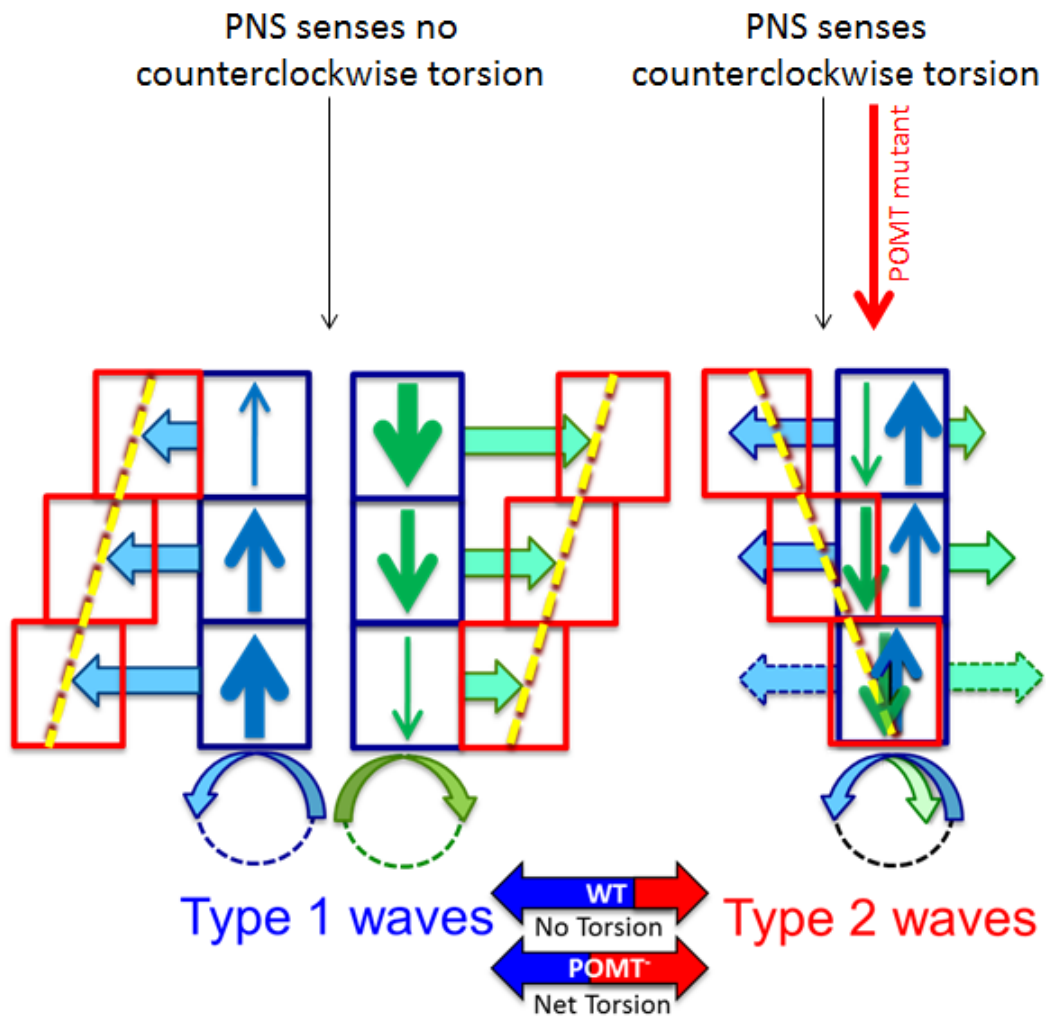 PNS senses no
counterclockwise torsion
PNS senses
counterclockwise torsion
POMT mutant
Type 1 waves
WT
No Torsion
POMT-
Net Torsion
Type 2 waves